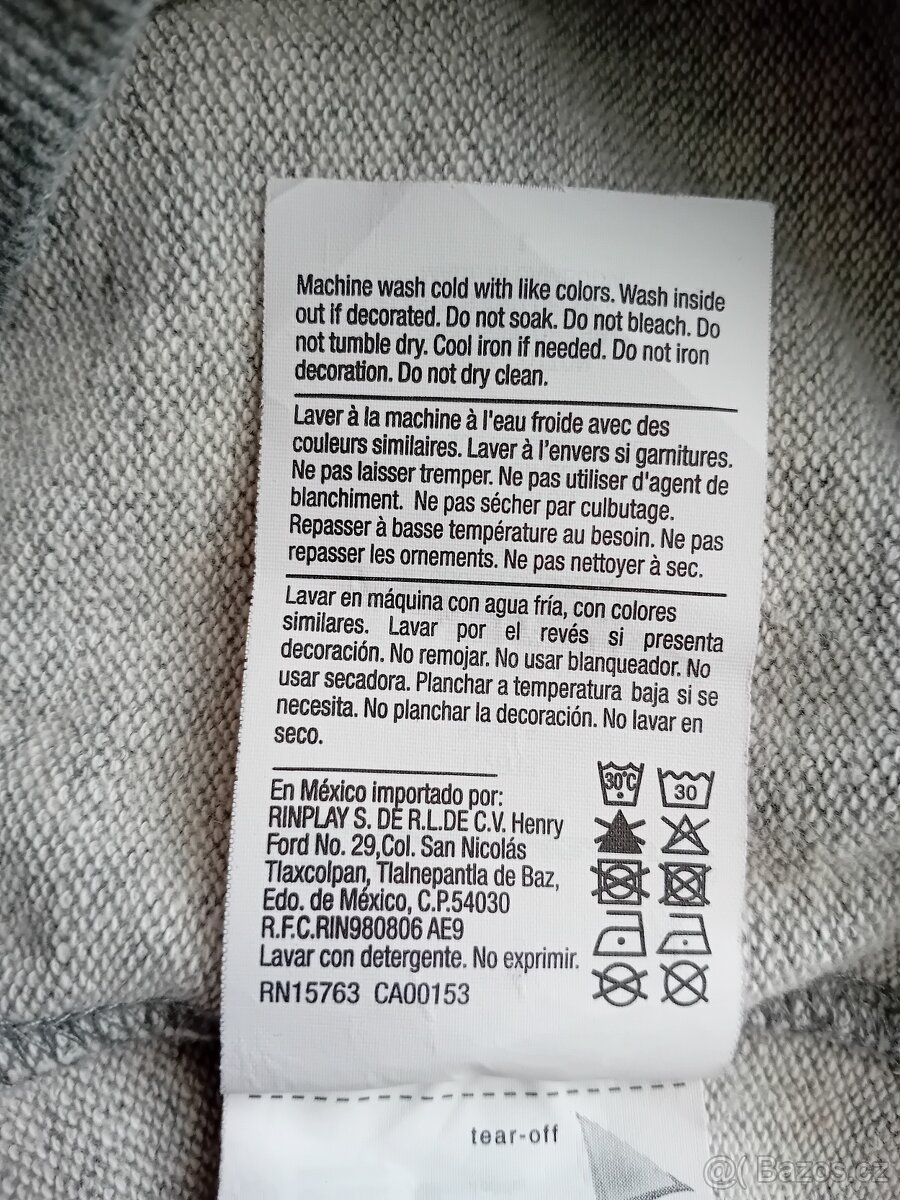 Machine wash cold with like colors. Wash inside
out if decorated. Do not soak. Do not bleach. Do
not tumble dry. Cool iron if needed. Do not iron
decoration. Do not dry clean.
Laver à la machine à l'eau froide avec des
couleurs similaires. Laver à l'envers si garnitures.
Ne pas laisser tremper. Ne pas utiliser d'agent de
blanchiment. Ne pas sécher par culbutage.
Repasser à basse température au besoin. Ne pas
repasser les ornements. Ne pas nettoyer à sec.
Lavar en máquina con agua fría, con colores
similares. Lavar por el revés si presenta
decoración. No remojar. No usar blanqueador. No
usar secadora. Planchar a temperatura baja si se
necesita. No planchar la decoración. No lavar en
seco.
En México importado por:
RINPLAY S. DE R.L.DE C.V. Henry
Ford No. 29,Col. San Nicolás
Tlaxcolpan, Tlalnepantla de Baz,
Edo. de México, C.P.54030
R.F.C.RIN980806 AE9
Lavar con detergente. No exprimir.
RN15763 CA00153
30°C
30
tear-off
@( Bazos.cz